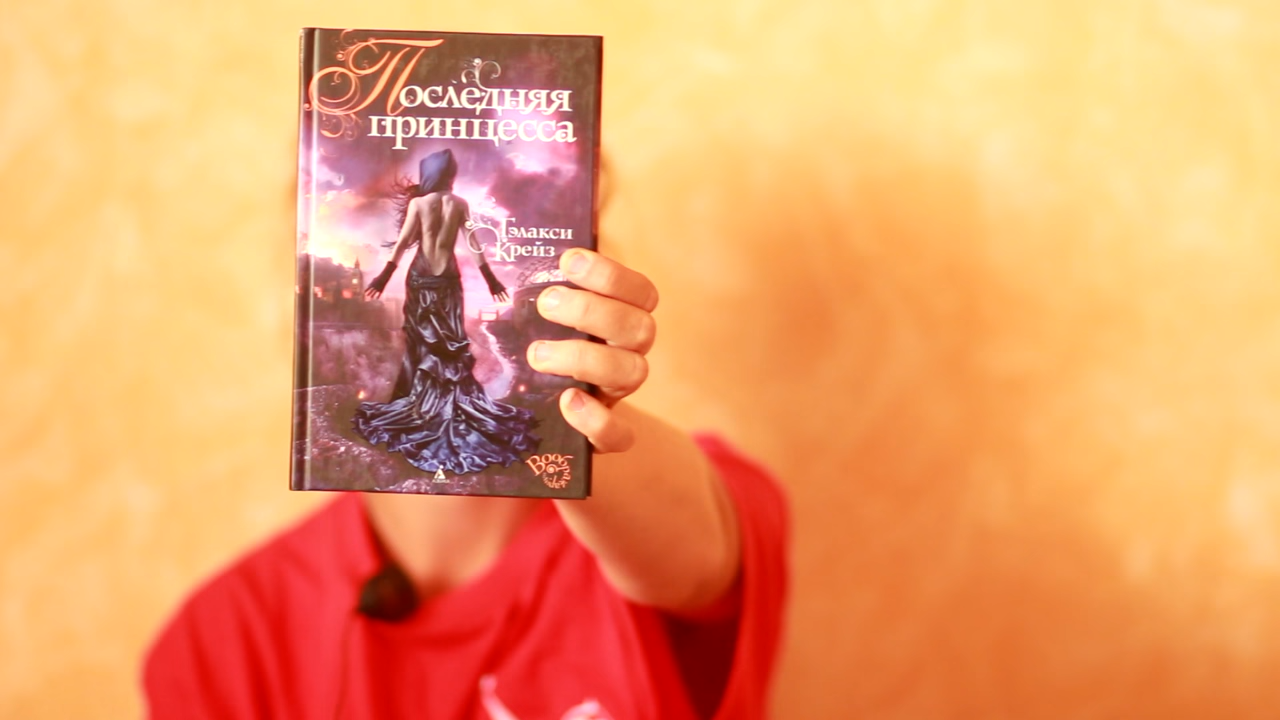 Последняя
принцесса
Гэлакси
Крейз